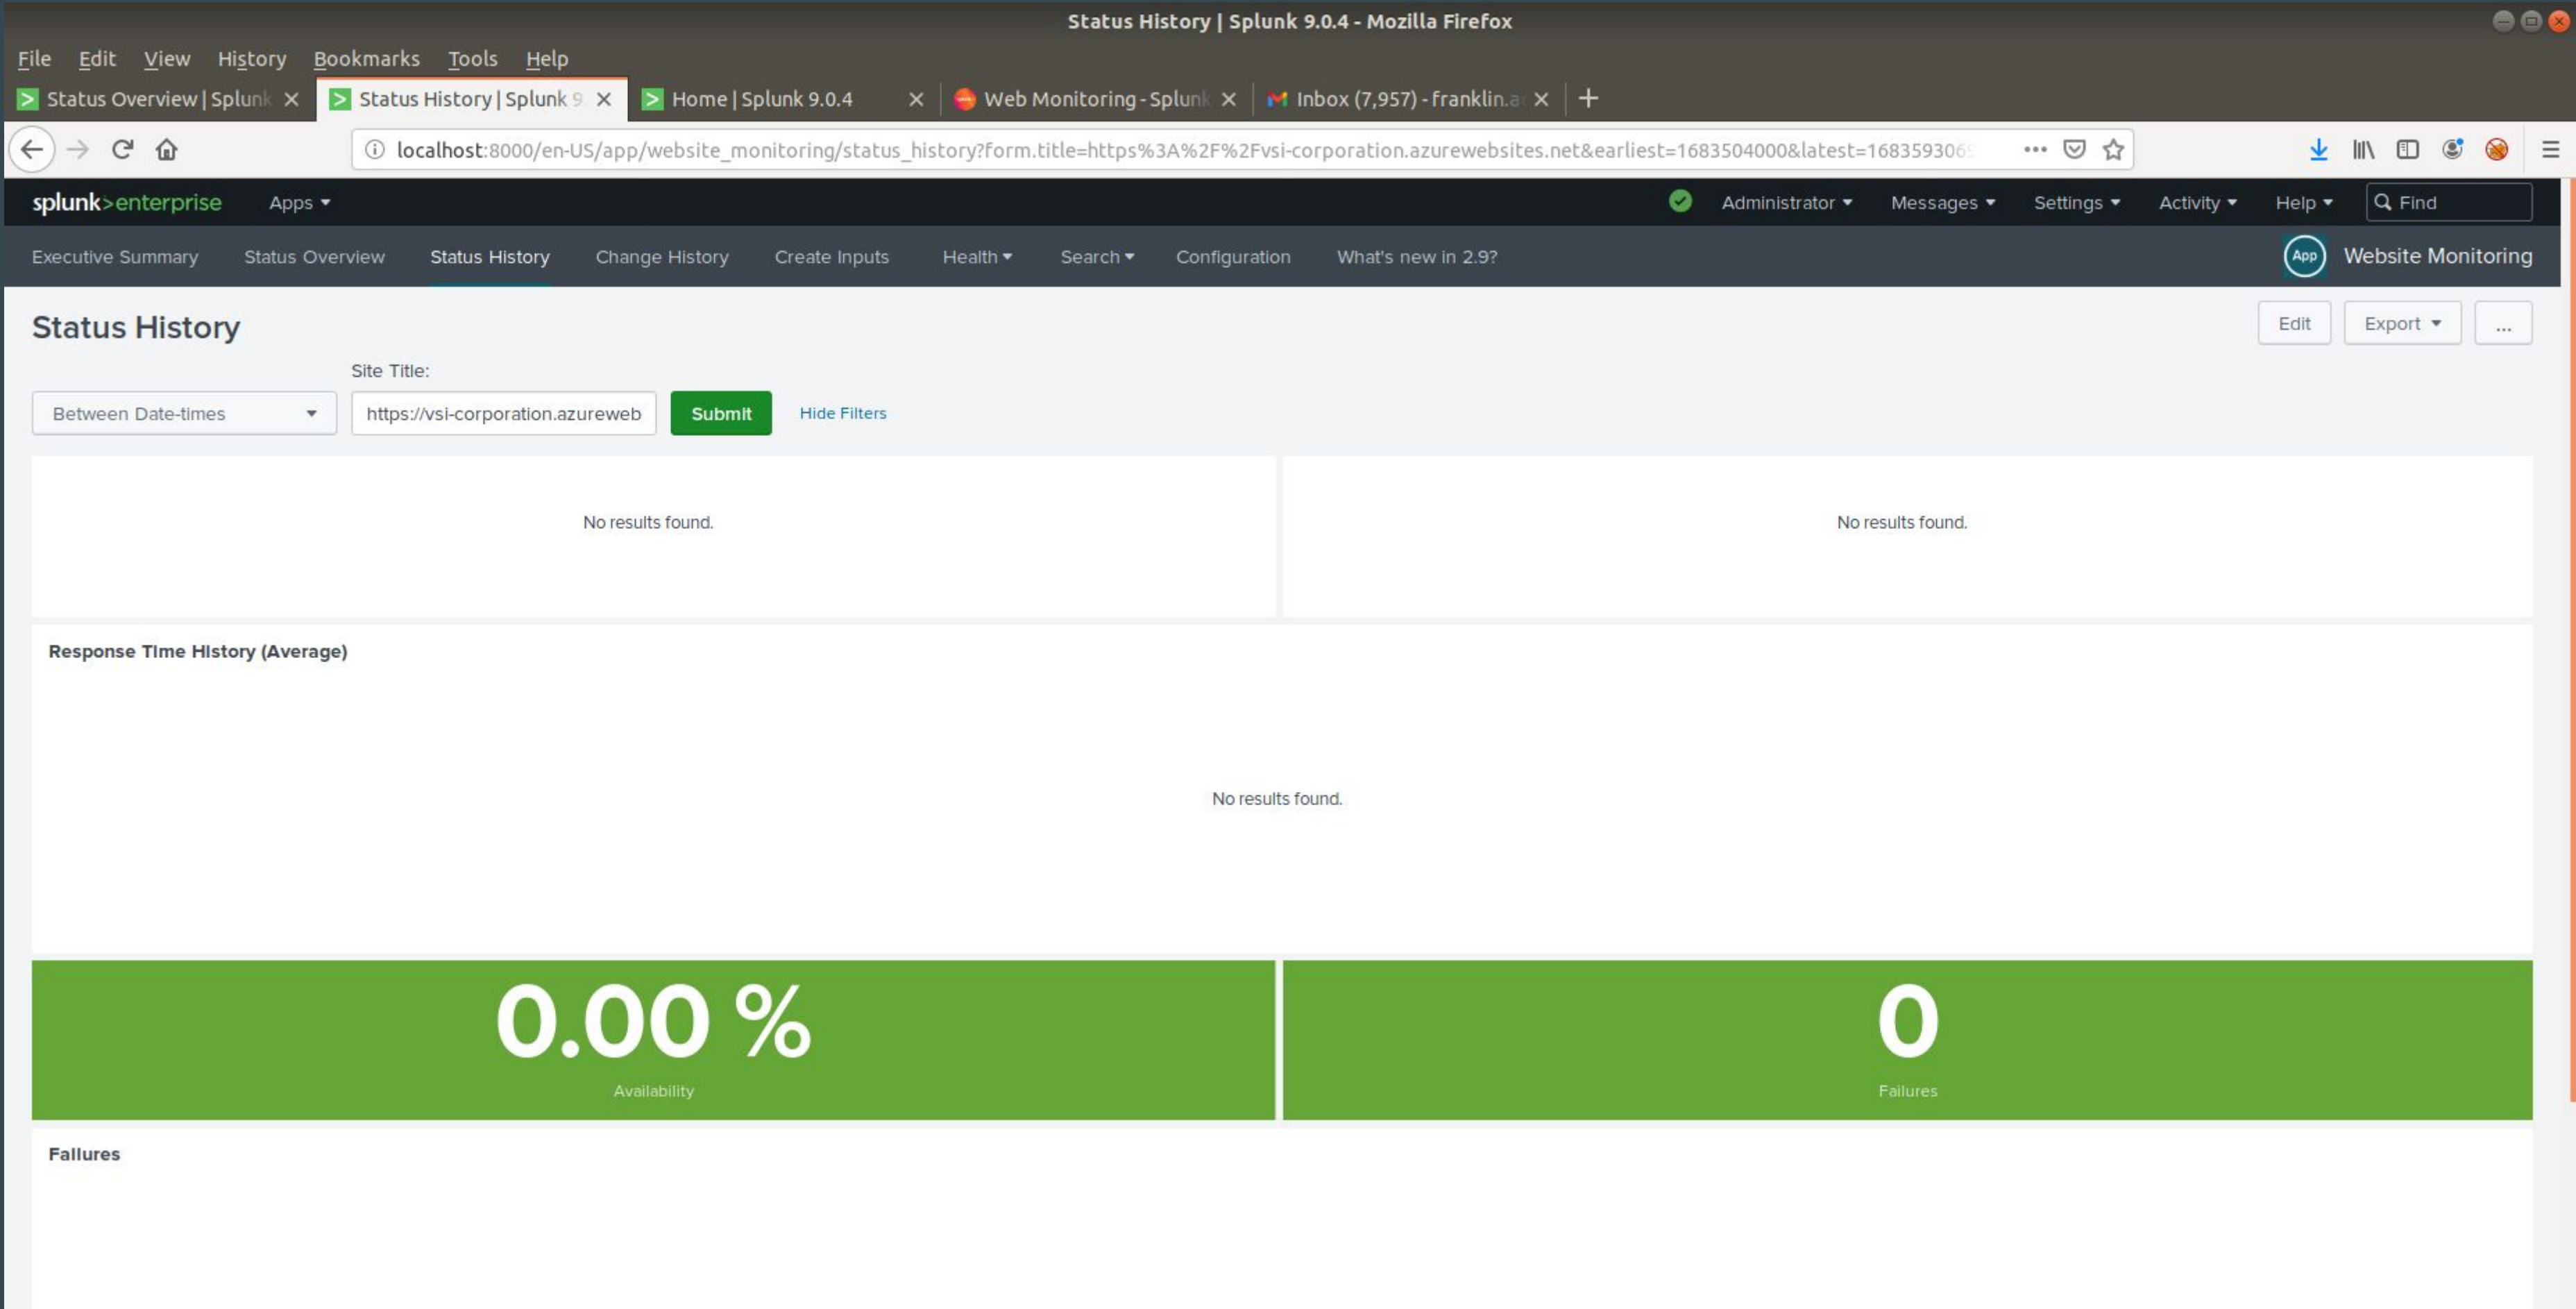 Status History | Splunk 9.0.4 - Mozilla Firefox
File Edit View History Bookmarks Tools Help
Status Overview | Splunk
Status History | Splunk 9.
Home | Splunk 9.0.4
Web Monitoring - Splunk
Inbox (7,957) - franklin.a
localhost:8000/en-US/app/website_monitoring/status_history?form.title=https%3A%2F%2Fvsi-corporation.azurewebsites.net&earliest=1683504000&latest=168359306
splunk>enterprise Apps Administrator Messages Settings Activity Help Find
Executive Summary Status Overview Status History Change History Create Inputs Health Search Configuration What's new in 2.9? App Website Monitoring
Status History
Edit Export ...
Site Title:
Between Date-times https://vsi-corporation.azureweb Submit Hide Filters
No results found. No results found.
Response Time History (Average)
No results found.
0.00 % 0
Availability Failures
Failures